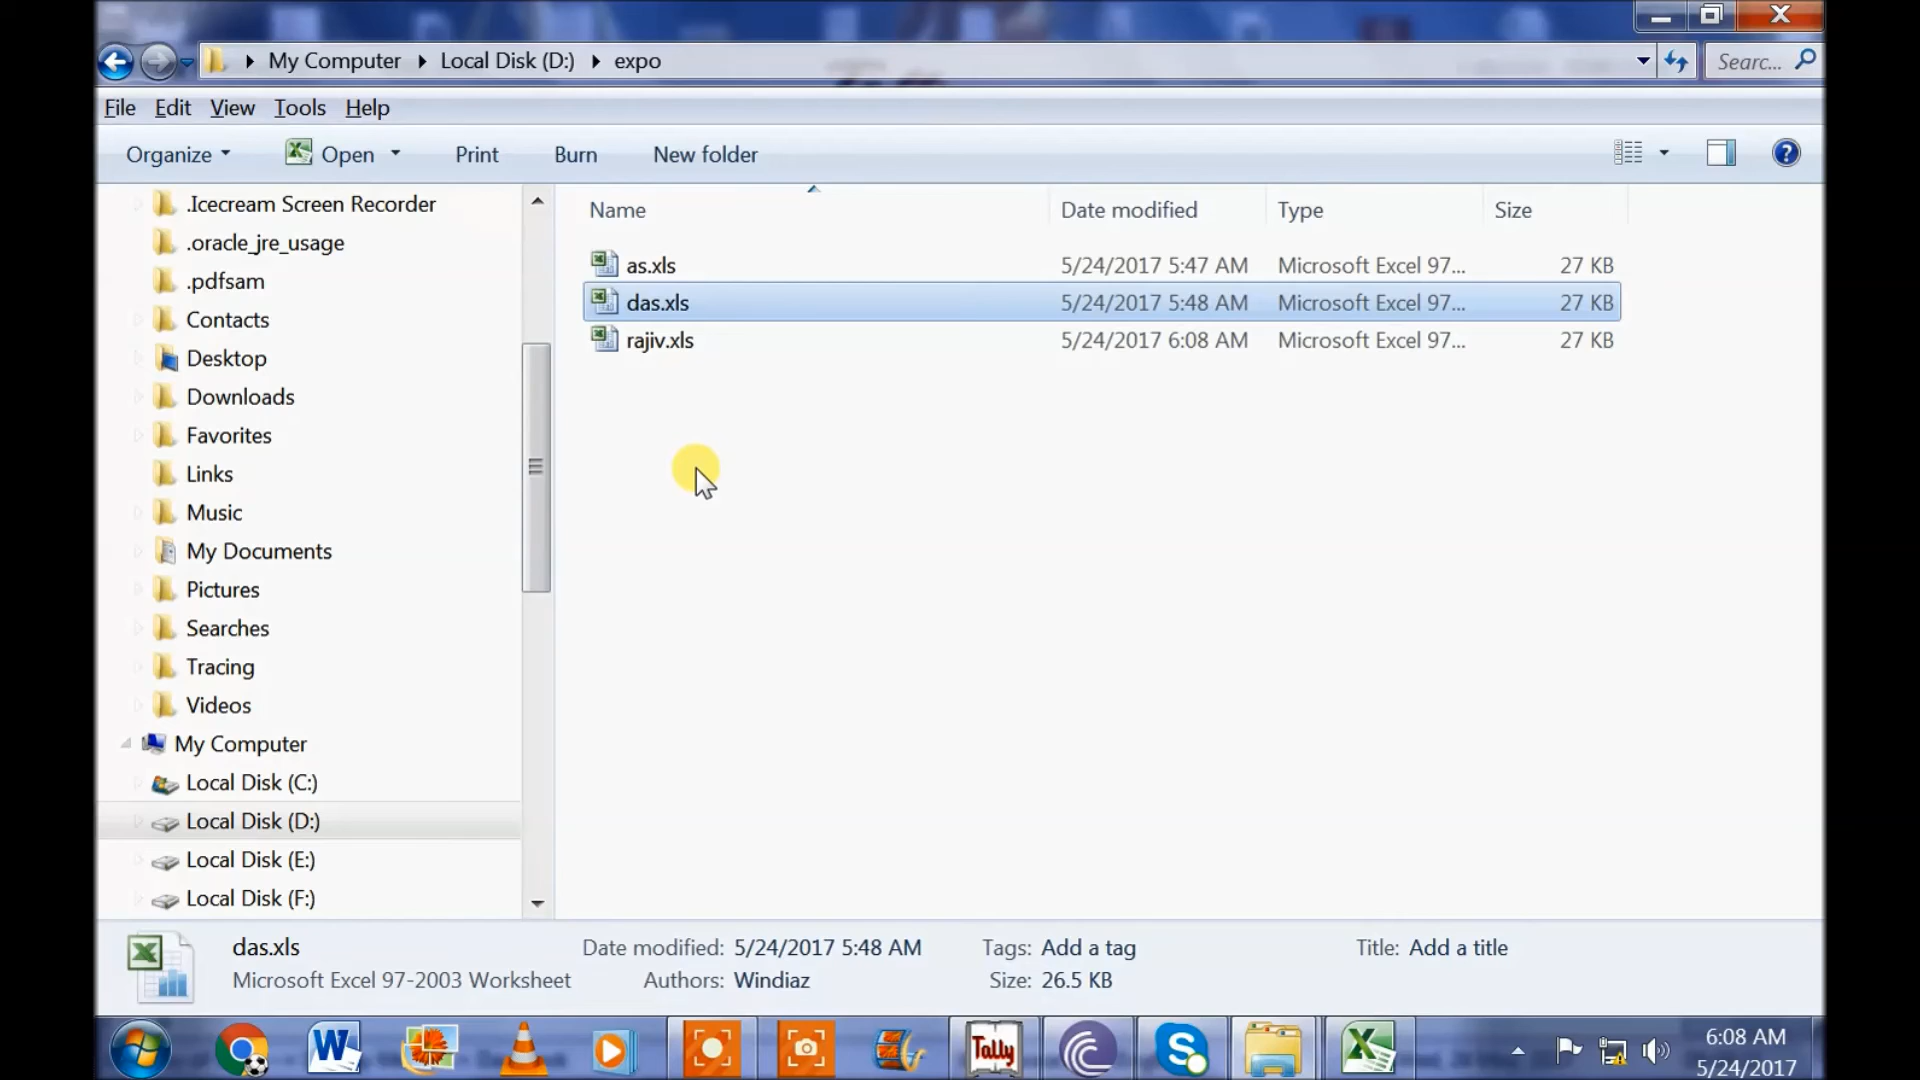 My Computer Local Disk (D:) expo Searc...
File Edit View Tools Help
Organize Open Print Burn New folder
.Icecream Screen Recorder
.oracle_jre_usage
.pdfsam
Contacts
Desktop
Downloads
Favorites
Links
Music
My Documents
Pictures
Searches
Tracing
Videos
My Computer
Local Disk (C:)
Local Disk (D:)
Local Disk (E:)
Local Disk (F:)
Name Date modified Type Size
as.xls 5/24/2017 5:47 AM Microsoft Excel 97... 27 KB
das.xls 5/24/2017 5:48 AM Microsoft Excel 97... 27 KB
rajiv.xls 5/24/2017 6:08 AM Microsoft Excel 97... 27 KB
das.xls Date modified: 5/24/2017 5:48 AM Tags: Add a tag Title: Add a title
Microsoft Excel 97-2003 Worksheet Authors: Windiaz Size: 26.5 KB
Tally
6:08 AM
5/24/2017